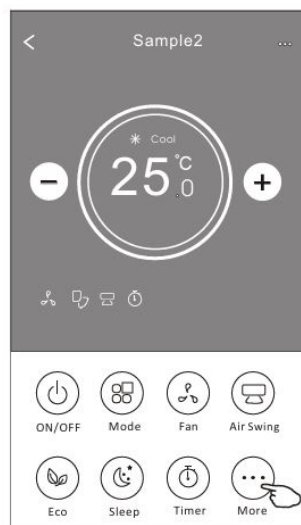 Sample2
Cool
25.0°C
ON/OFF Mode Fan Air Swing
Eco Sleep Timer More